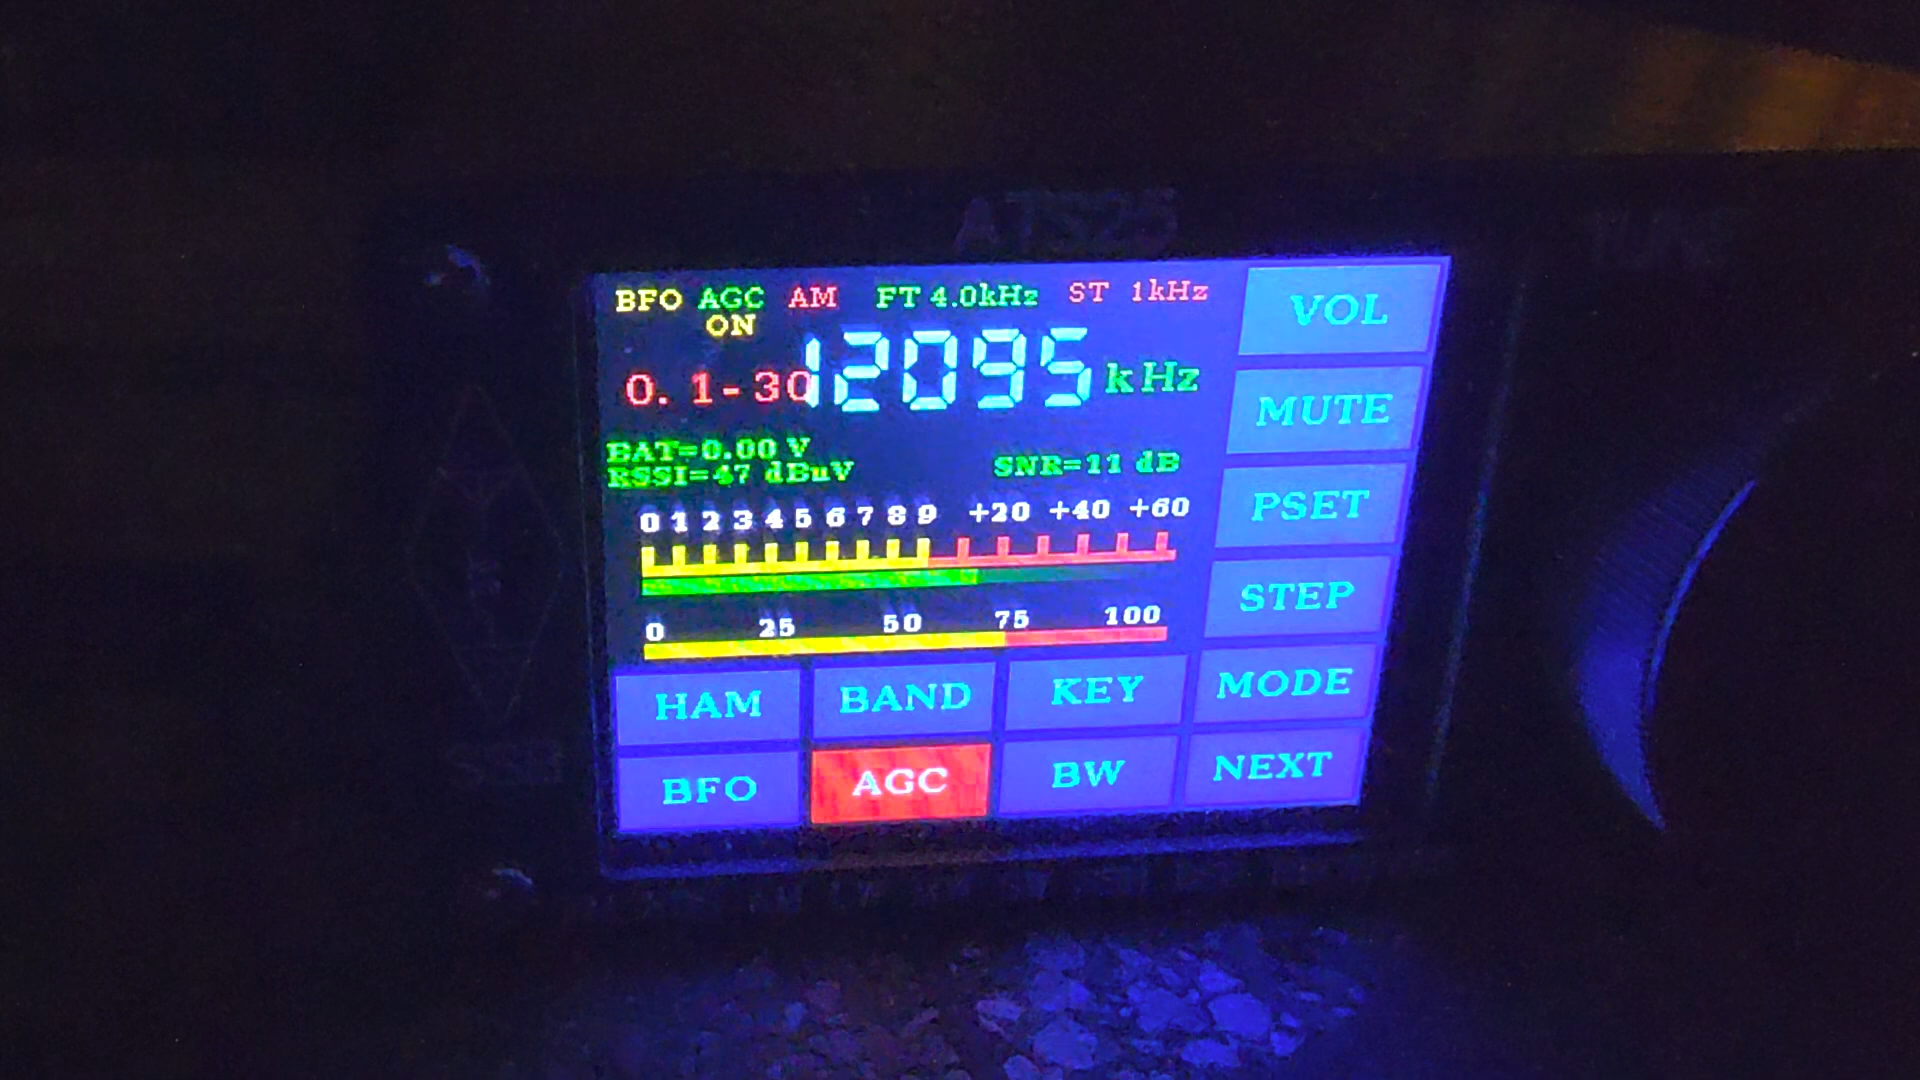 ATS25
TUNE
BFO AGC AM FT 4.0kHz ST 1kHz
ON
0.1-30 12095 kHz
BAT=0.00 V
RSSI=47 dBuV SNR=11 dB
0 1 2 3 4 5 6 7 8 9 +20 +40 +60
0 25 50 75 100
VOL
MUTE
PSET
STEP
HAM BAND KEY MODE
BFO AGC BW NEXT